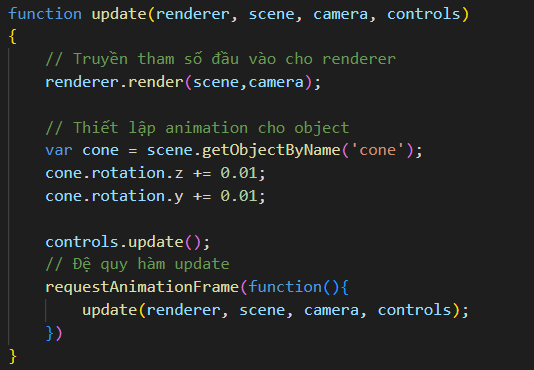 function update(renderer, scene, camera, controls)
{
    // Truyền tham số đầu vào cho renderer
    renderer.render(scene,camera);

    // Thiết lập animation cho object
    var cone = scene.getObjectByName('cone');
    cone.rotation.z += 0.01;
    cone.rotation.y += 0.01;

    controls.update();
    // Đệ quy hàm update
    requestAnimationFrame(function(){
        update(renderer, scene, camera, controls);
    })
}